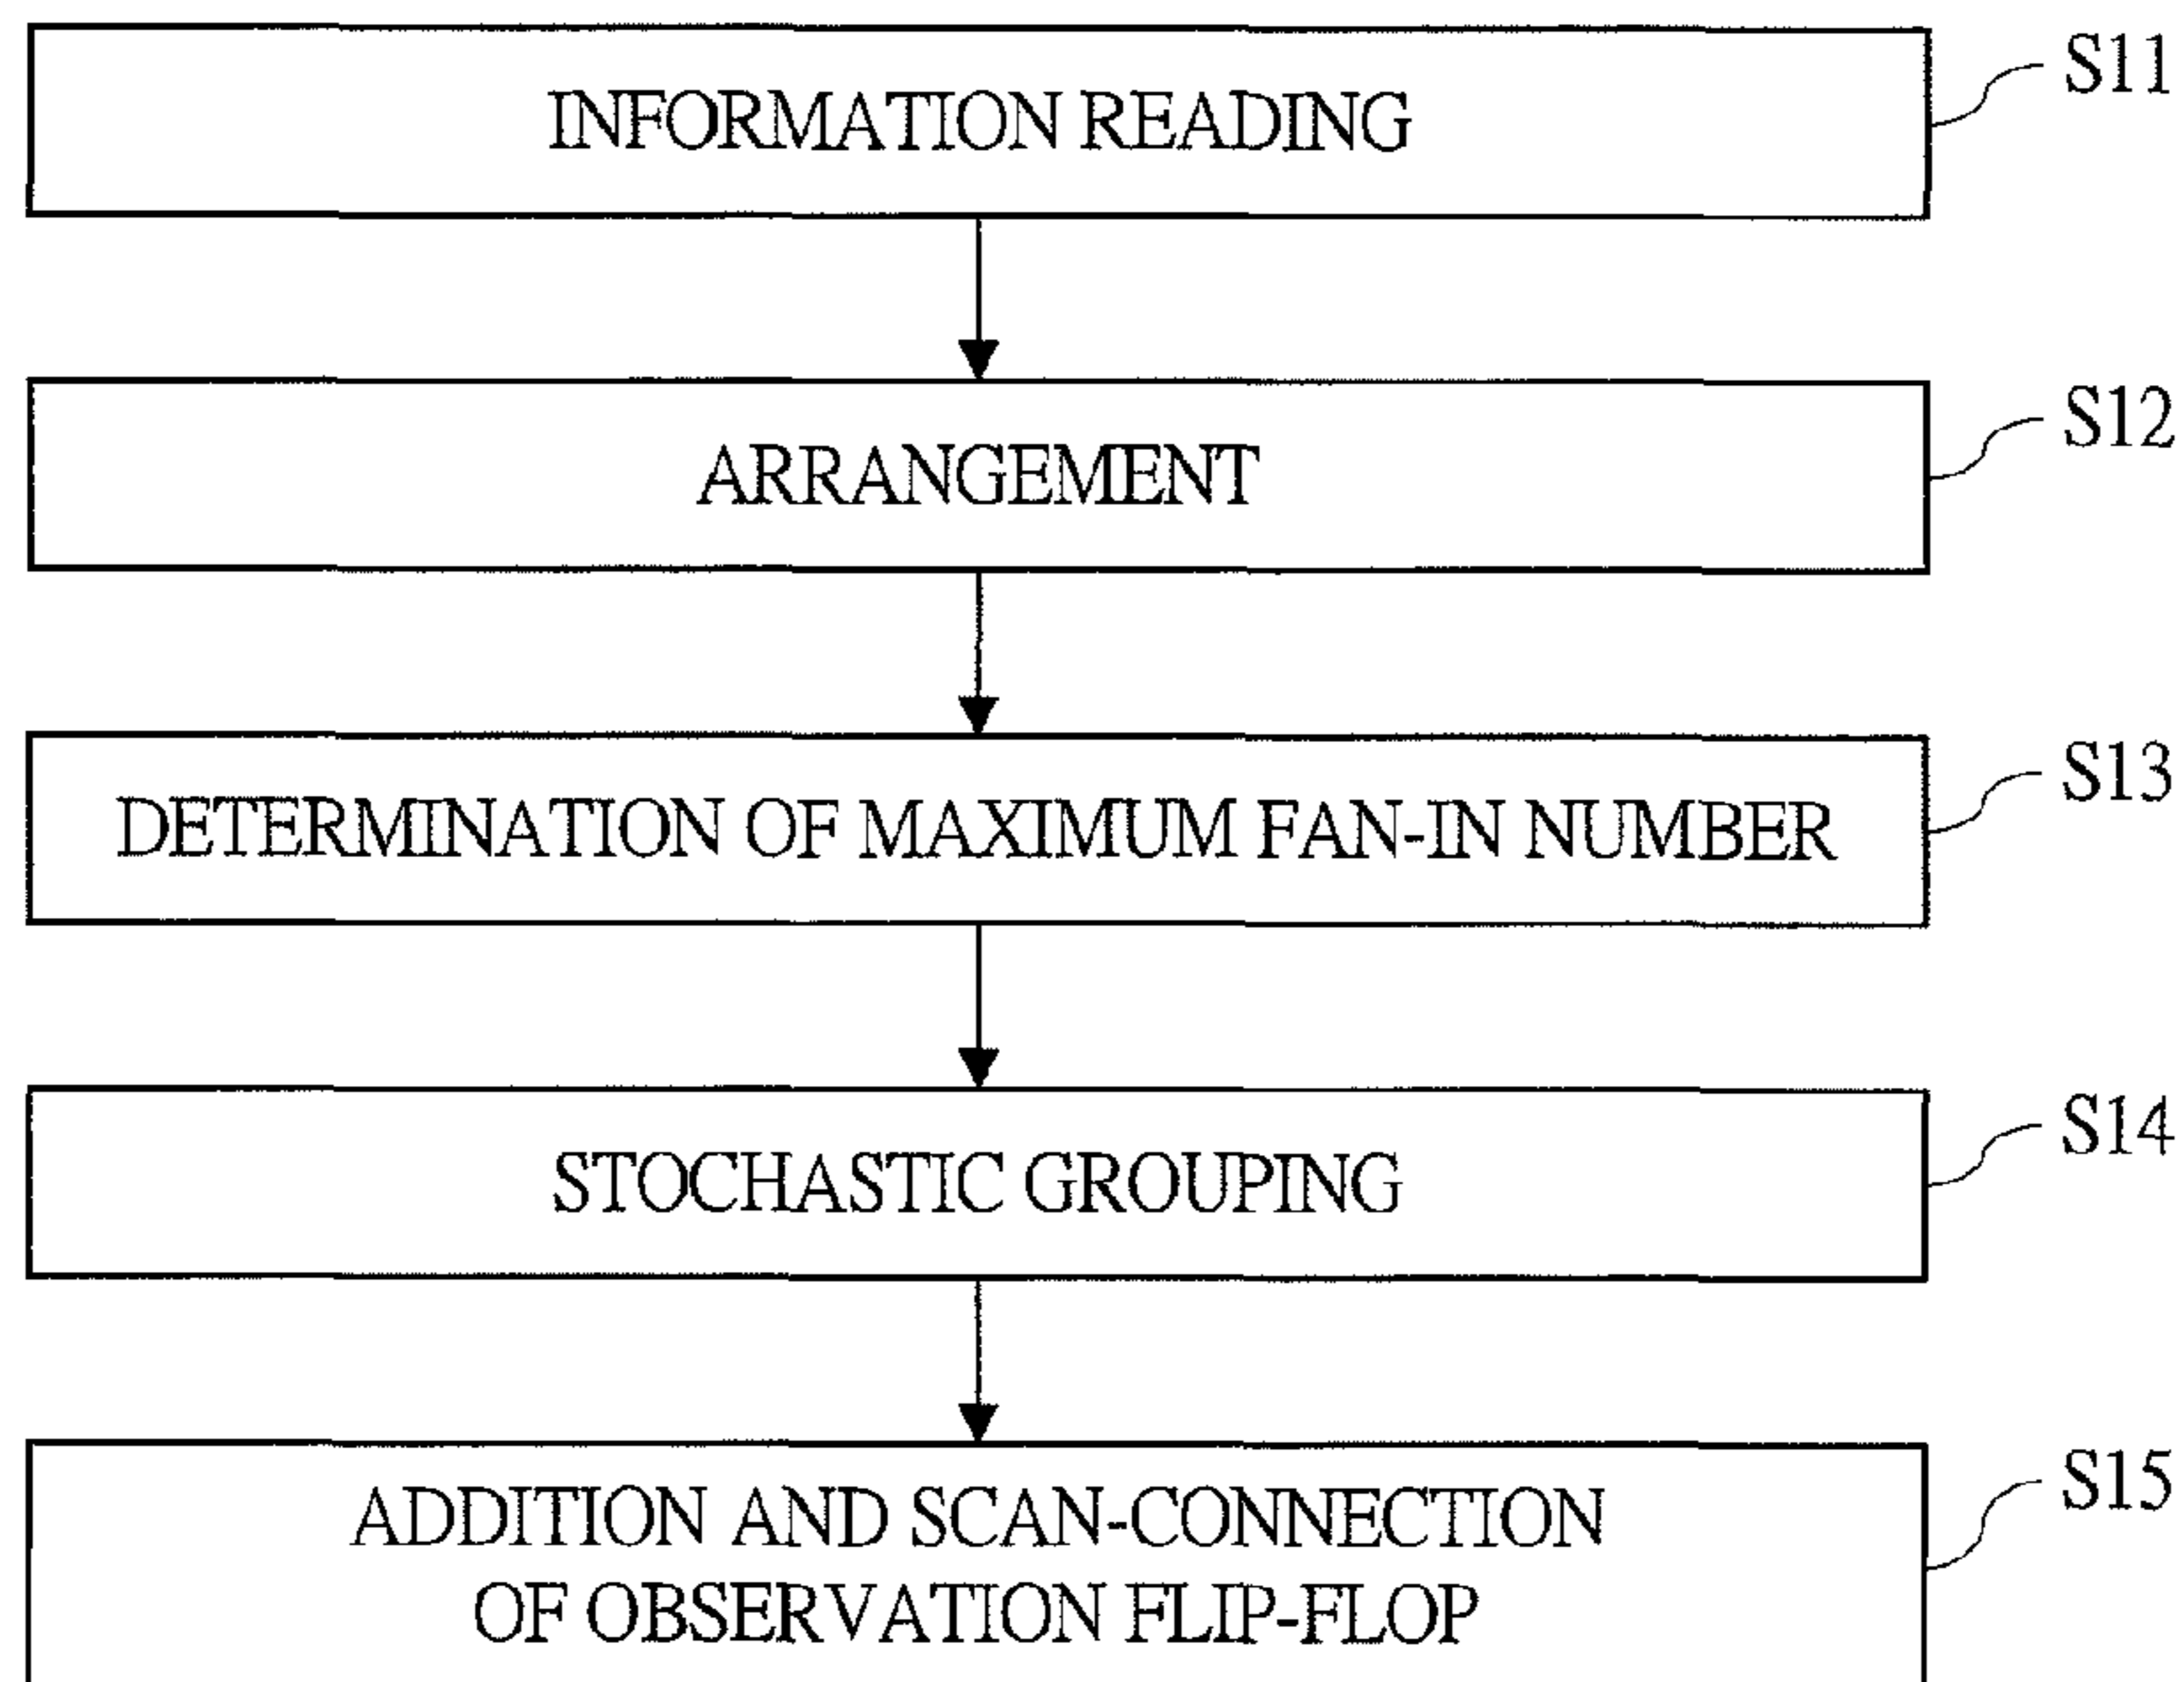 INFORMATION READING
S11
ARRANGEMENT
S12
DETERMINATION OF MAXIMUM FAN-IN NUMBER
S13
STOCHASTIC GROUPING
S14
ADDITION AND SCAN-CONNECTION
OF OBSERVATION FLIP-FLOP
S15